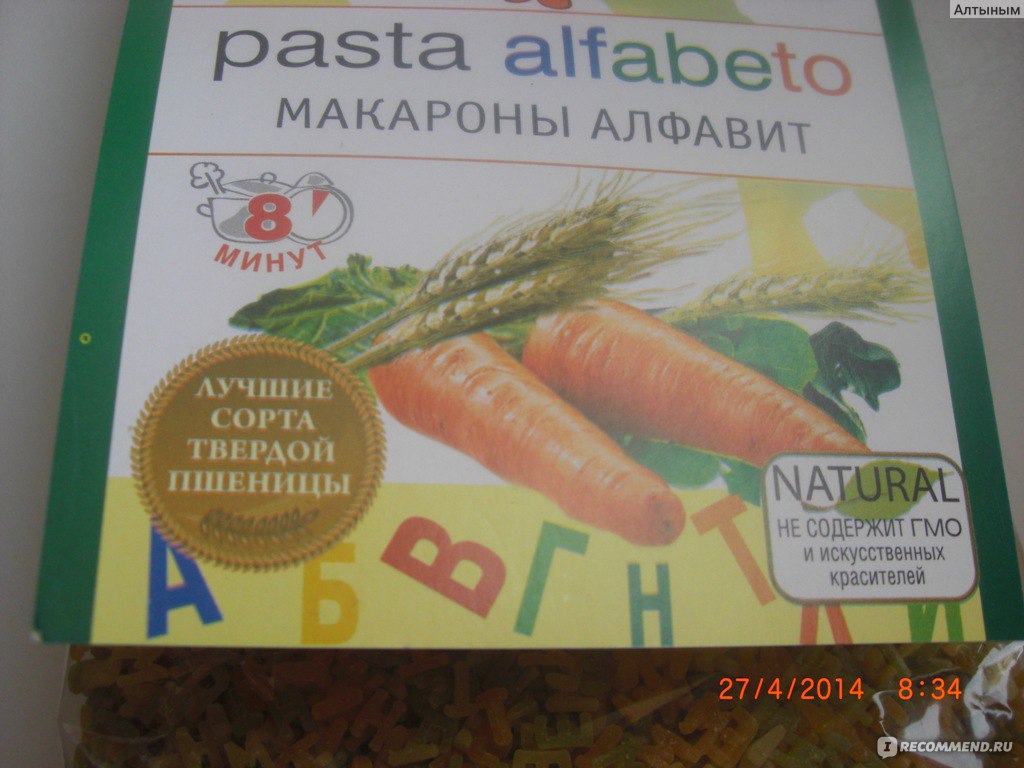 Алтыным
pasta alfabeto
МАКАРОНЫ АЛФАВИТ
8
МИНУТ
ЛУЧШИЕ
СОРТА
ТВЕРДОЙ
ПШЕНИЦЫ
NATURAL
НЕ СОДЕРЖИТ ГМО
и искусственных
красителей
А Б В Г Н Т Л И
27/4/2014 8:34
IRECOMMEND.RU